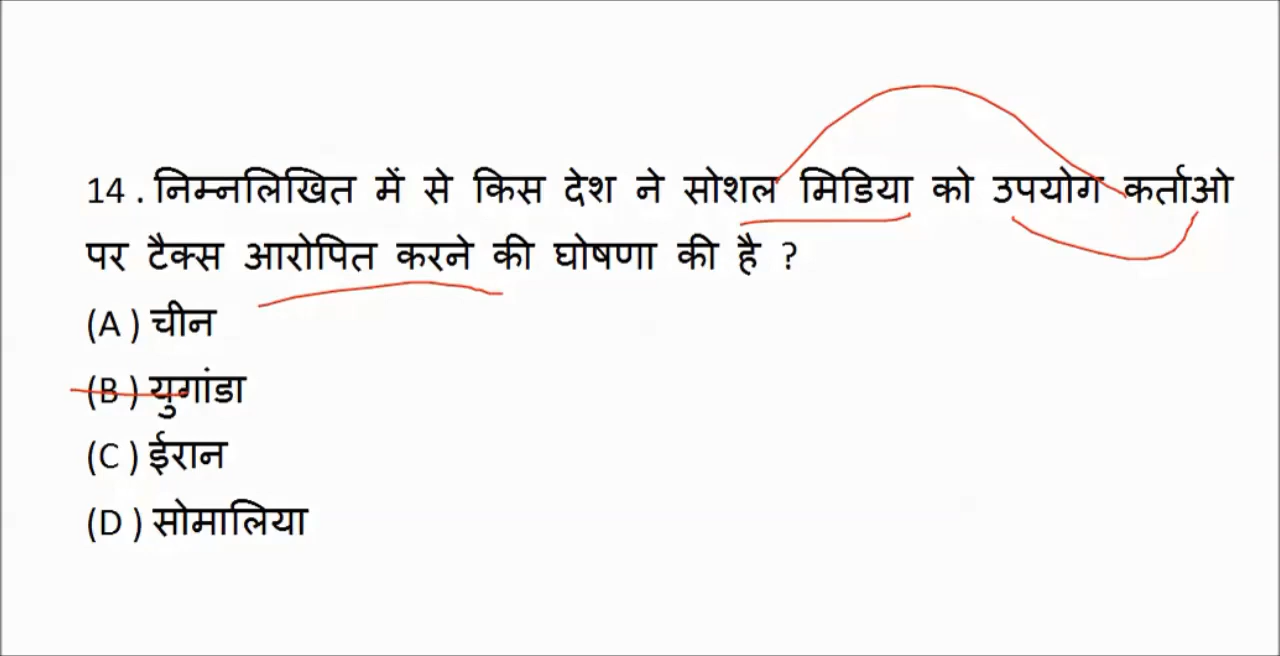 14 . निम्नलिखित में से किस देश ने सोशल मिडिया को उपयोग कर्ताओ
पर टैक्स आरोपित करने की घोषणा की है ?
(A ) चीन
(B ) युगांडा
(C ) ईरान
(D ) सोमालिया